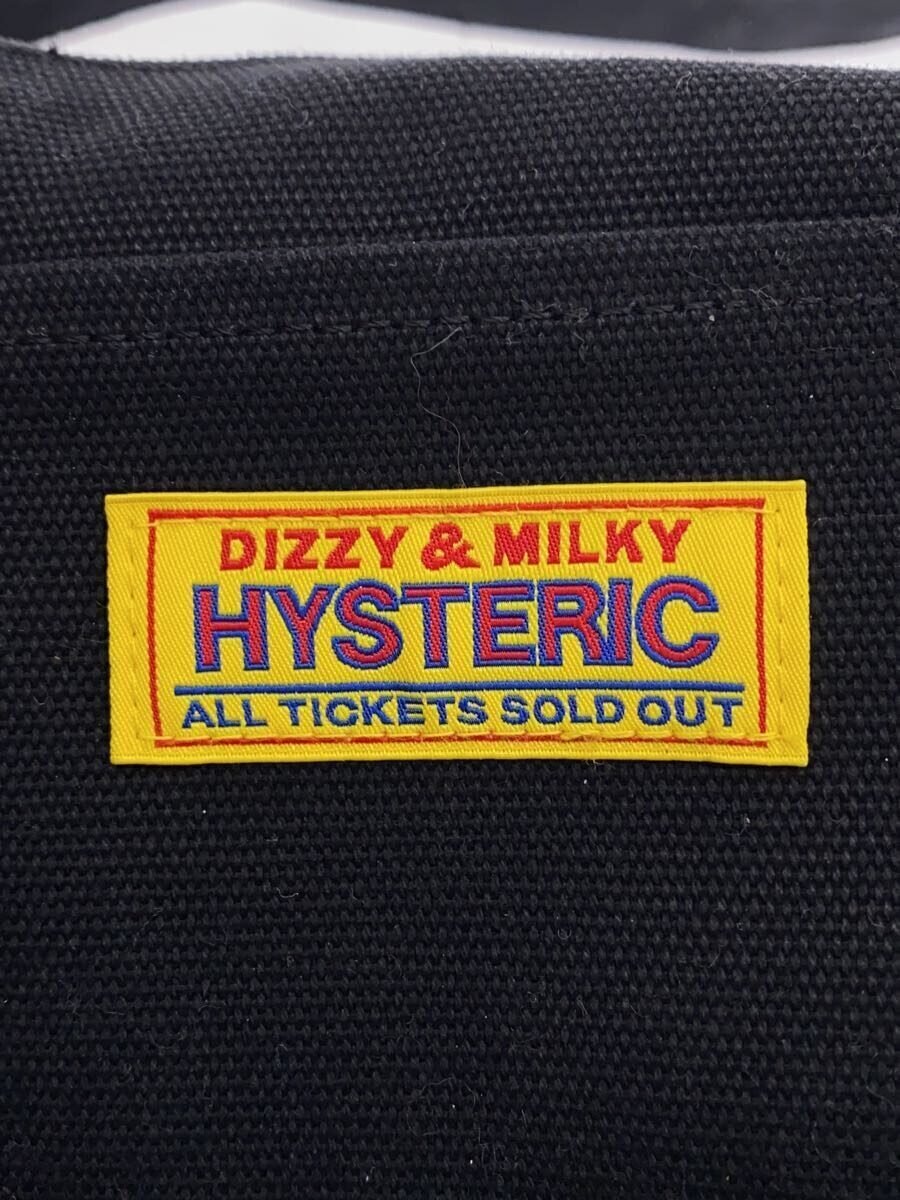 DIZZY & MILKY
HYSTERIC
ALL TICKETS SOLD OUT